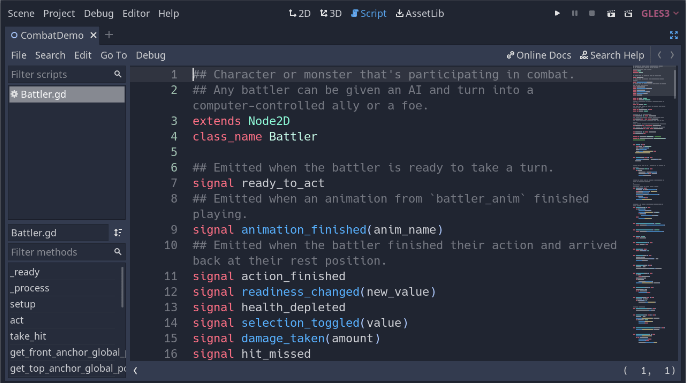 Scene Project Debug Editor Help 2D 3D Script AssetLib GLES3
CombatDemo
File Search Edit Go To Debug Online Docs Search Help
Filter scripts
Battler.gd
Battler.gd
Filter methods
_ready
_process
setup
act
take_hit
get_front_anchor_global_
get_top_anchor_global_po
1 ## Character or monster that's participating in combat.
2 ## Any battler can be given an AI and turn into a
computer-controlled ally or a foe.
3 extends Node2D
4 class_name Battler
5
6 ## Emitted when the battler is ready to take a turn.
7 signal ready_to_act
8 ## Emitted when an animation from `battler_anim` finished
playing.
9 signal animation_finished(anim_name)
10 ## Emitted when the battler finished their action and arrived
back at their rest position.
11 signal action_finished
12 signal readiness_changed(new_value)
13 signal health_depleted
14 signal selection_toggled(value)
15 signal damage_taken(amount)
16 signal hit_missed
( 1, 1)